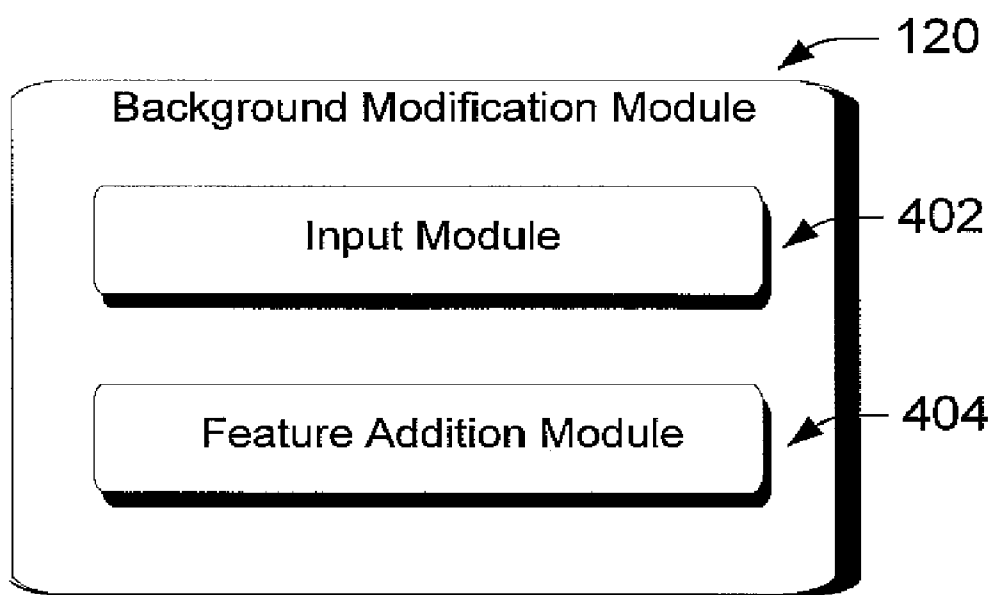 120
Background Modification Module
Input Module
402
Feature Addition Module
404